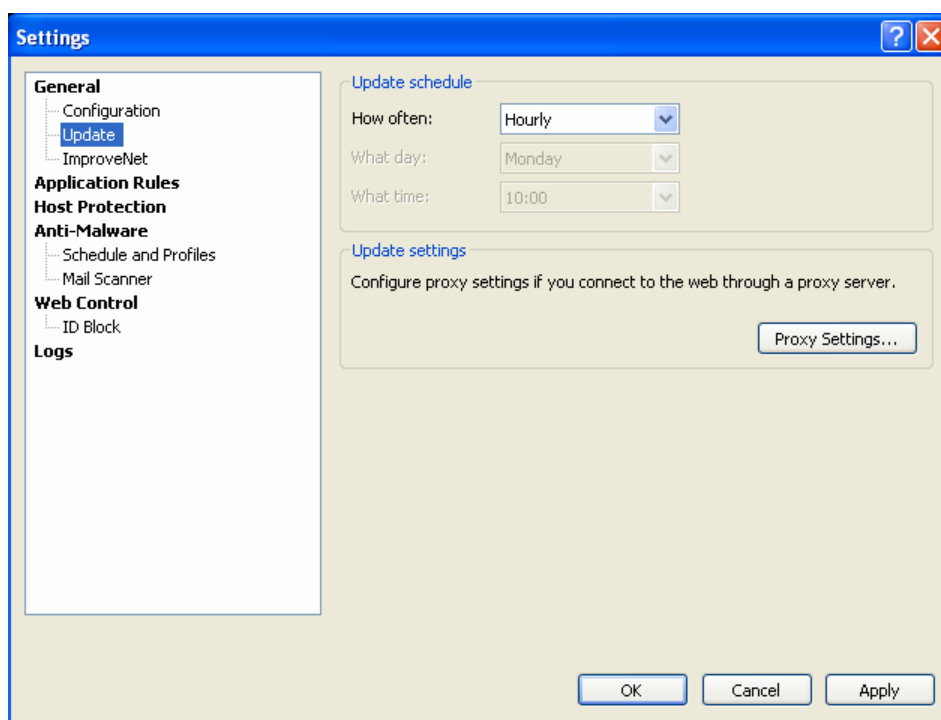 Settings
General
Configuration
Update
ImproveNet
Application Rules
Host Protection
Anti-Malware
Schedule and Profiles
Mail Scanner
Web Control
ID Block
Logs
Update schedule
How often: Hourly
What day: Monday
What time: 10:00
Update settings
Configure proxy settings if you connect to the web through a proxy server.
Proxy Settings...
OK Cancel Apply